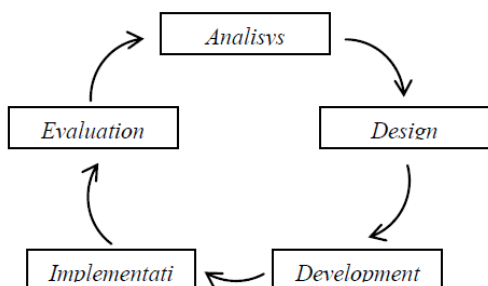 Analisys
Evaluation
Design
Implementati
Development